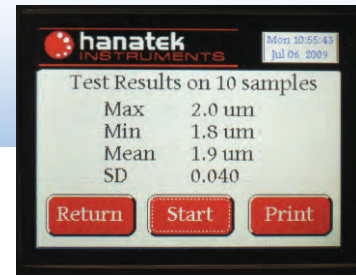 hanatek
INSTRUMENTS
Mon 10:55:43
Jul 06 2009
Test Results on 10 samples
Max 2.0 um
Min 1.8 um
Mean 1.9 um
SD 0.040
Return Start Print